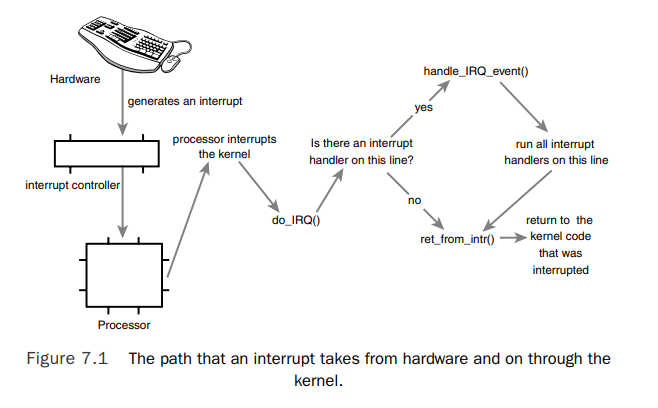 Hardware
generates an interrupt
interrupt controller
Processor
processor interrupts
the kernel
do_IRQ()
Is there an interrupt
handler on this line?
yes
no
handle_IRQ_event()
run all interrupt
handlers on this line
ret_from_intr()
return to the
kernel code
that was
interrupted
Figure 7.1 The path that an interrupt takes from hardware and on through the
kernel.